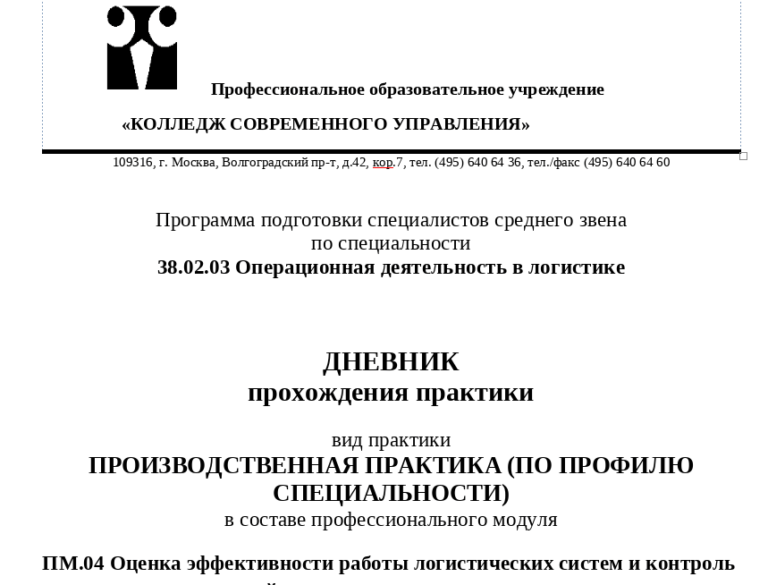 Профессиональное образовательное учреждение
«КОЛЛЕДЖ СОВРЕМЕННОГО УПРАВЛЕНИЯ»
109316, г. Москва, Волгоградский пр-т, д.42, кор.7, тел. (495) 640 64 36, тел./факс (495) 640 64 60
Программа подготовки специалистов среднего звена
по специальности
38.02.03 Операционная деятельность в логистике
ДНЕВНИК
прохождения практики
вид практики
ПРОИЗВОДСТВЕННАЯ ПРАКТИКА (ПО ПРОФИЛЮ
СПЕЦИАЛЬНОСТИ)
в составе профессионального модуля
ПМ.04 Оценка эффективности работы логистических систем и контроль